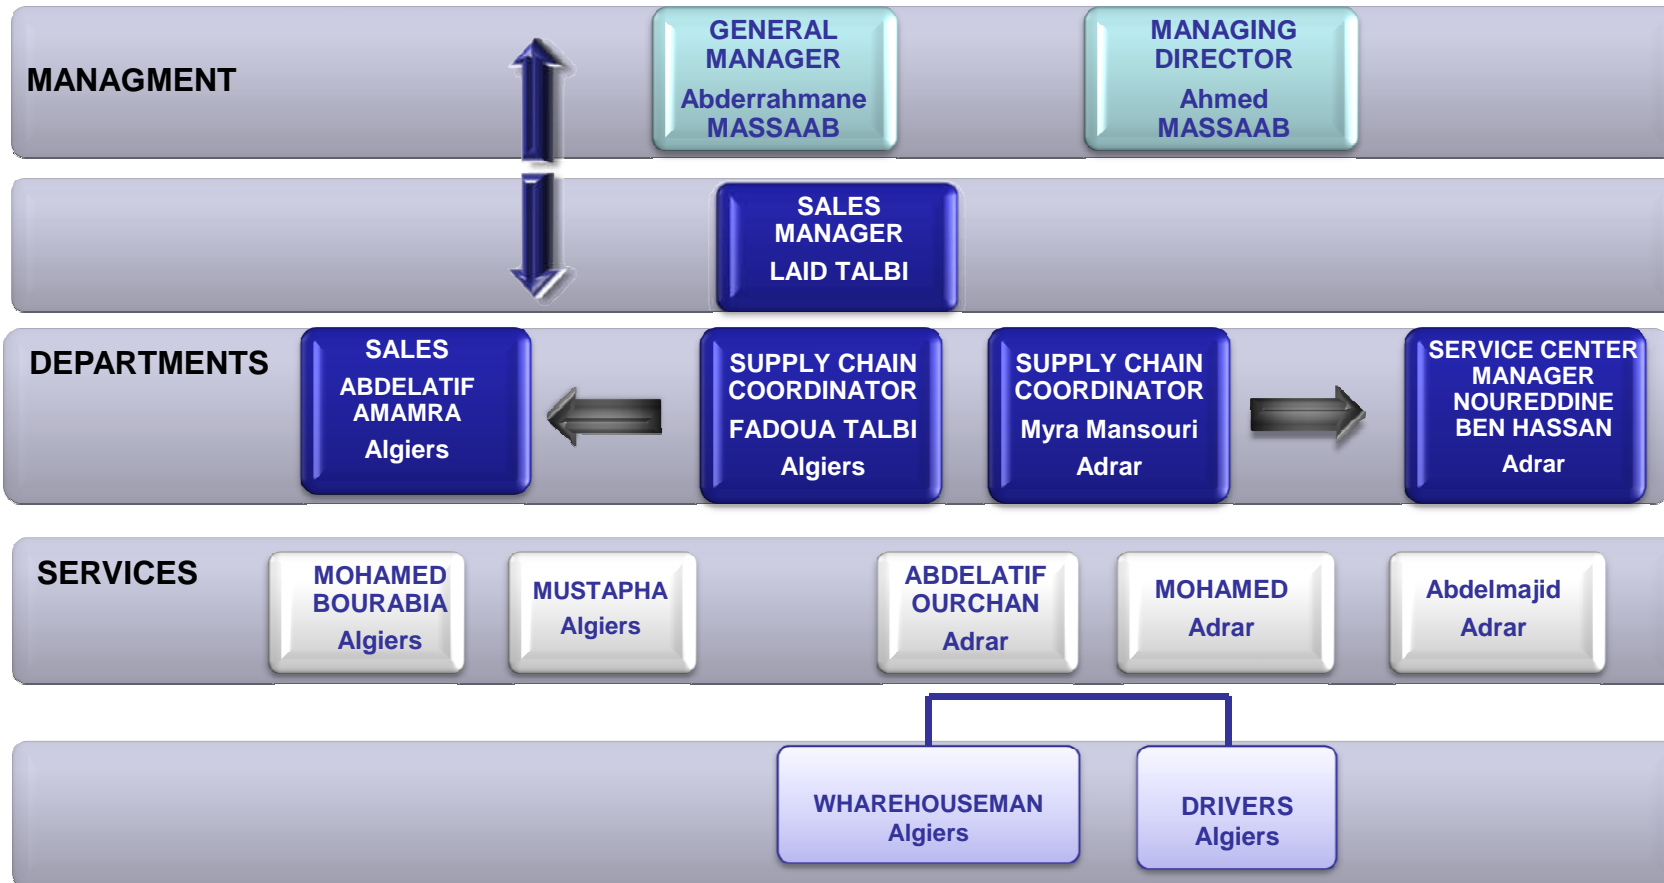 MANAGMENT
GENERAL
MANAGER
Abderrahmane
MASSAAB
MANAGING
DIRECTOR
Ahmed
MASSAAB
SALES
MANAGER
LAID TALBI
DEPARTMENTS
SALES
ABDELATIF
AMAMRA
Algiers
SUPPLY CHAIN
COORDINATOR
FADOUA TALBI
Algiers
SUPPLY CHAIN
COORDINATOR
Myra Mansouri
Adrar
SERVICE CENTER
MANAGER
NOUREDDINE
BEN HASSAN
Adrar
SERVICES
MOHAMED
BOURABIA
Algiers
MUSTAPHA
Algiers
ABDELATIF
OURCHAN
Adrar
MOHAMED
Adrar
Abdelmajid
Adrar
WHAREHOUSEMAN
Algiers
DRIVERS
Algiers